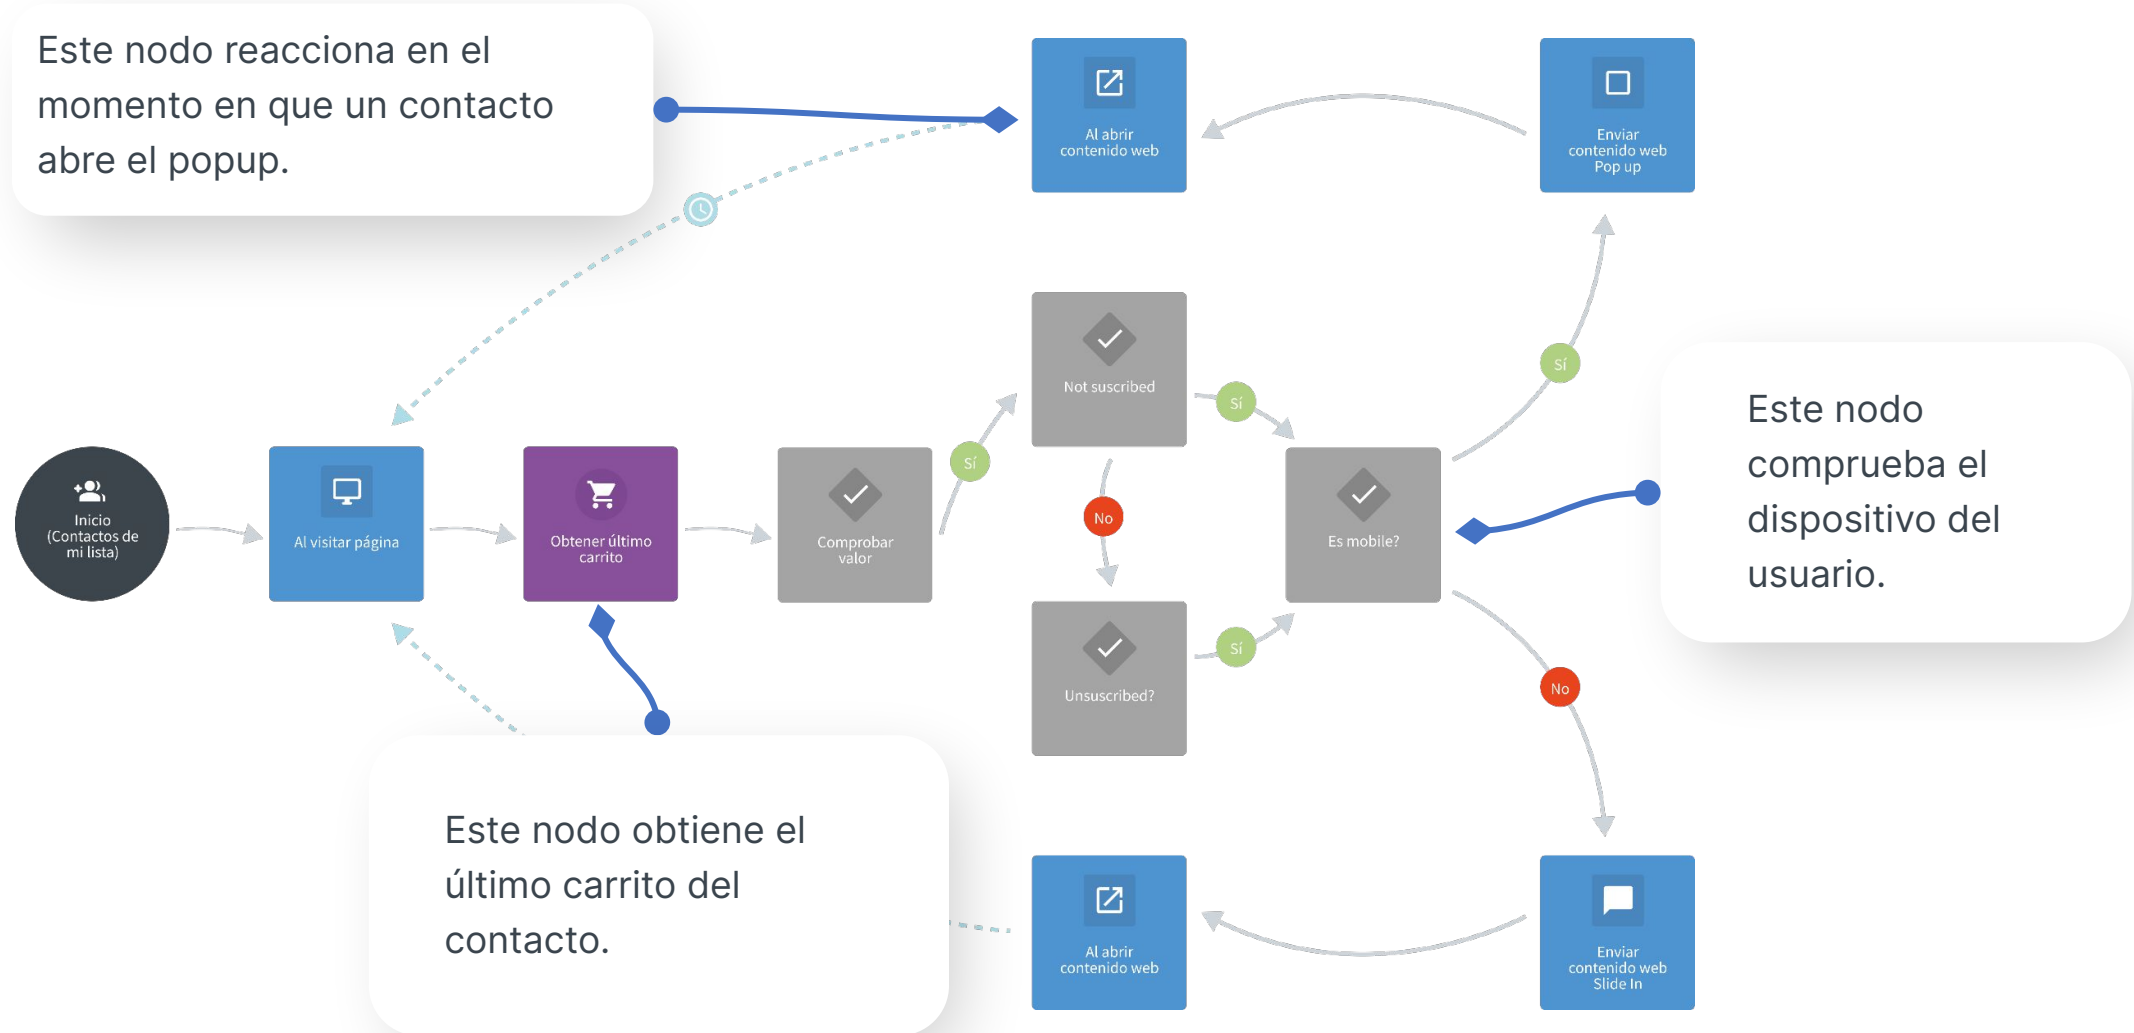 Este nodo reacciona en el
momento en que un contacto
abre el popup.
Al abrir
contenido web
Enviar
contenido web
Pop up
Not suscribed
Sí
Sí
Este nodo
comprueba el
dispositivo del
usuario.
Inicio
(Contactos de
mi lista)
Al visitar página
Obtener último
carrito
Comprobar
valor
Sí
No
Es mobile?
Unsuscribed?
Sí
No
Este nodo obtiene el
último carrito del
contacto.
Al abrir
contenido web
Enviar
contenido web
Slide In